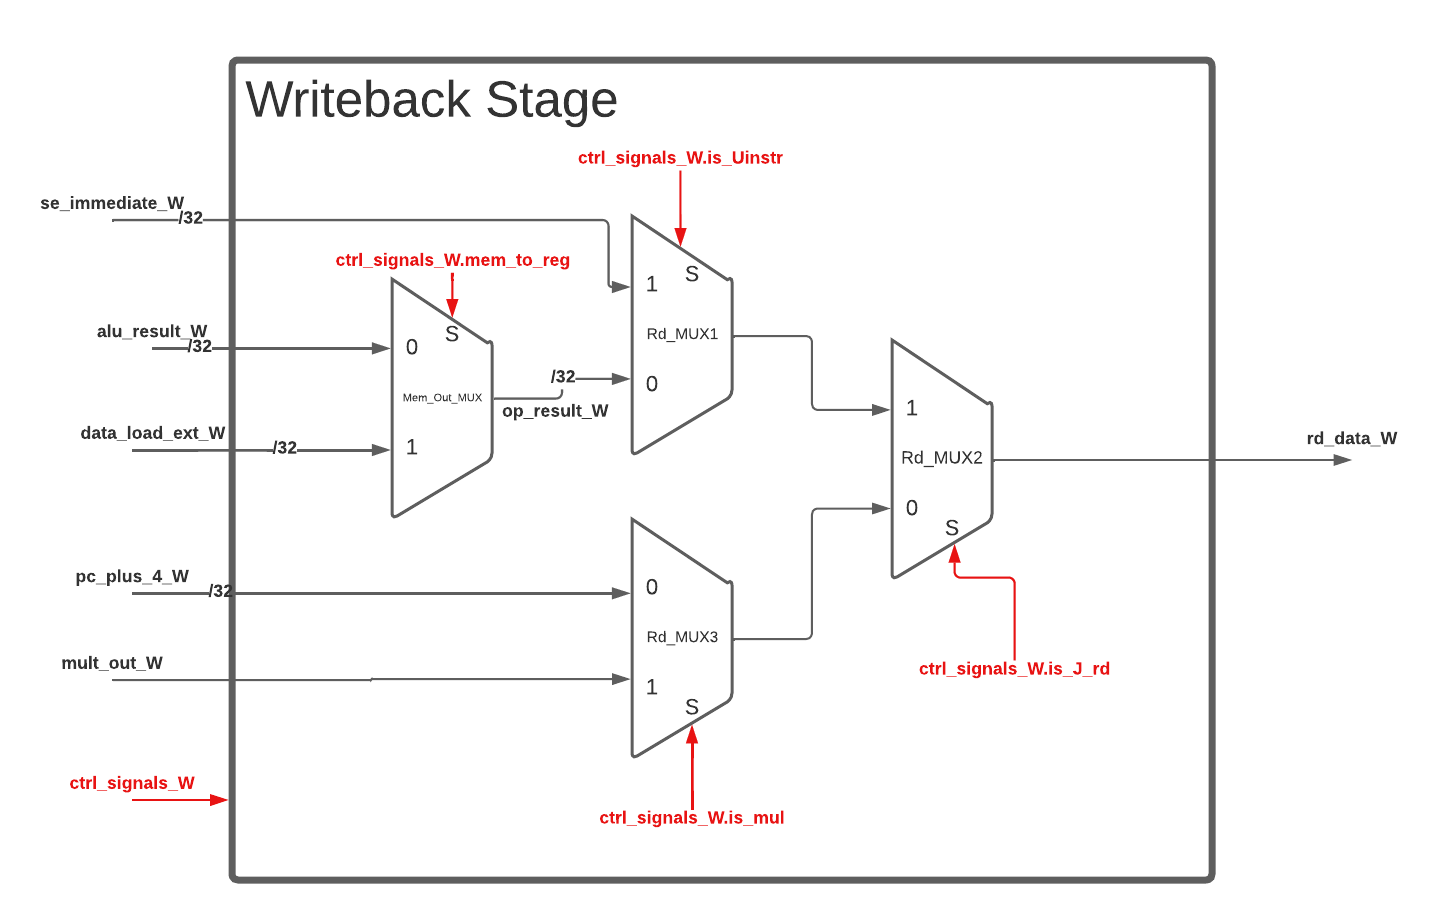 Writeback Stage
ctrl_signals_W.is_Uinstr
se_immediate_W
/32
ctrl_signals_W.mem_to_reg
S
1
alu_result_W
/32
S
0
Rd_MUX1
Mem_Out_MUX
/32
0
op_result_W
data_load_ext_W
/32
1
1
Rd_MUX2
0
S
rd_data_W
pc_plus_4_W
/32
0
Rd_MUX3
mult_out_W
1
S
ctrl_signals_W.is_J_rd
ctrl_signals_W
ctrl_signals_W.is_mul